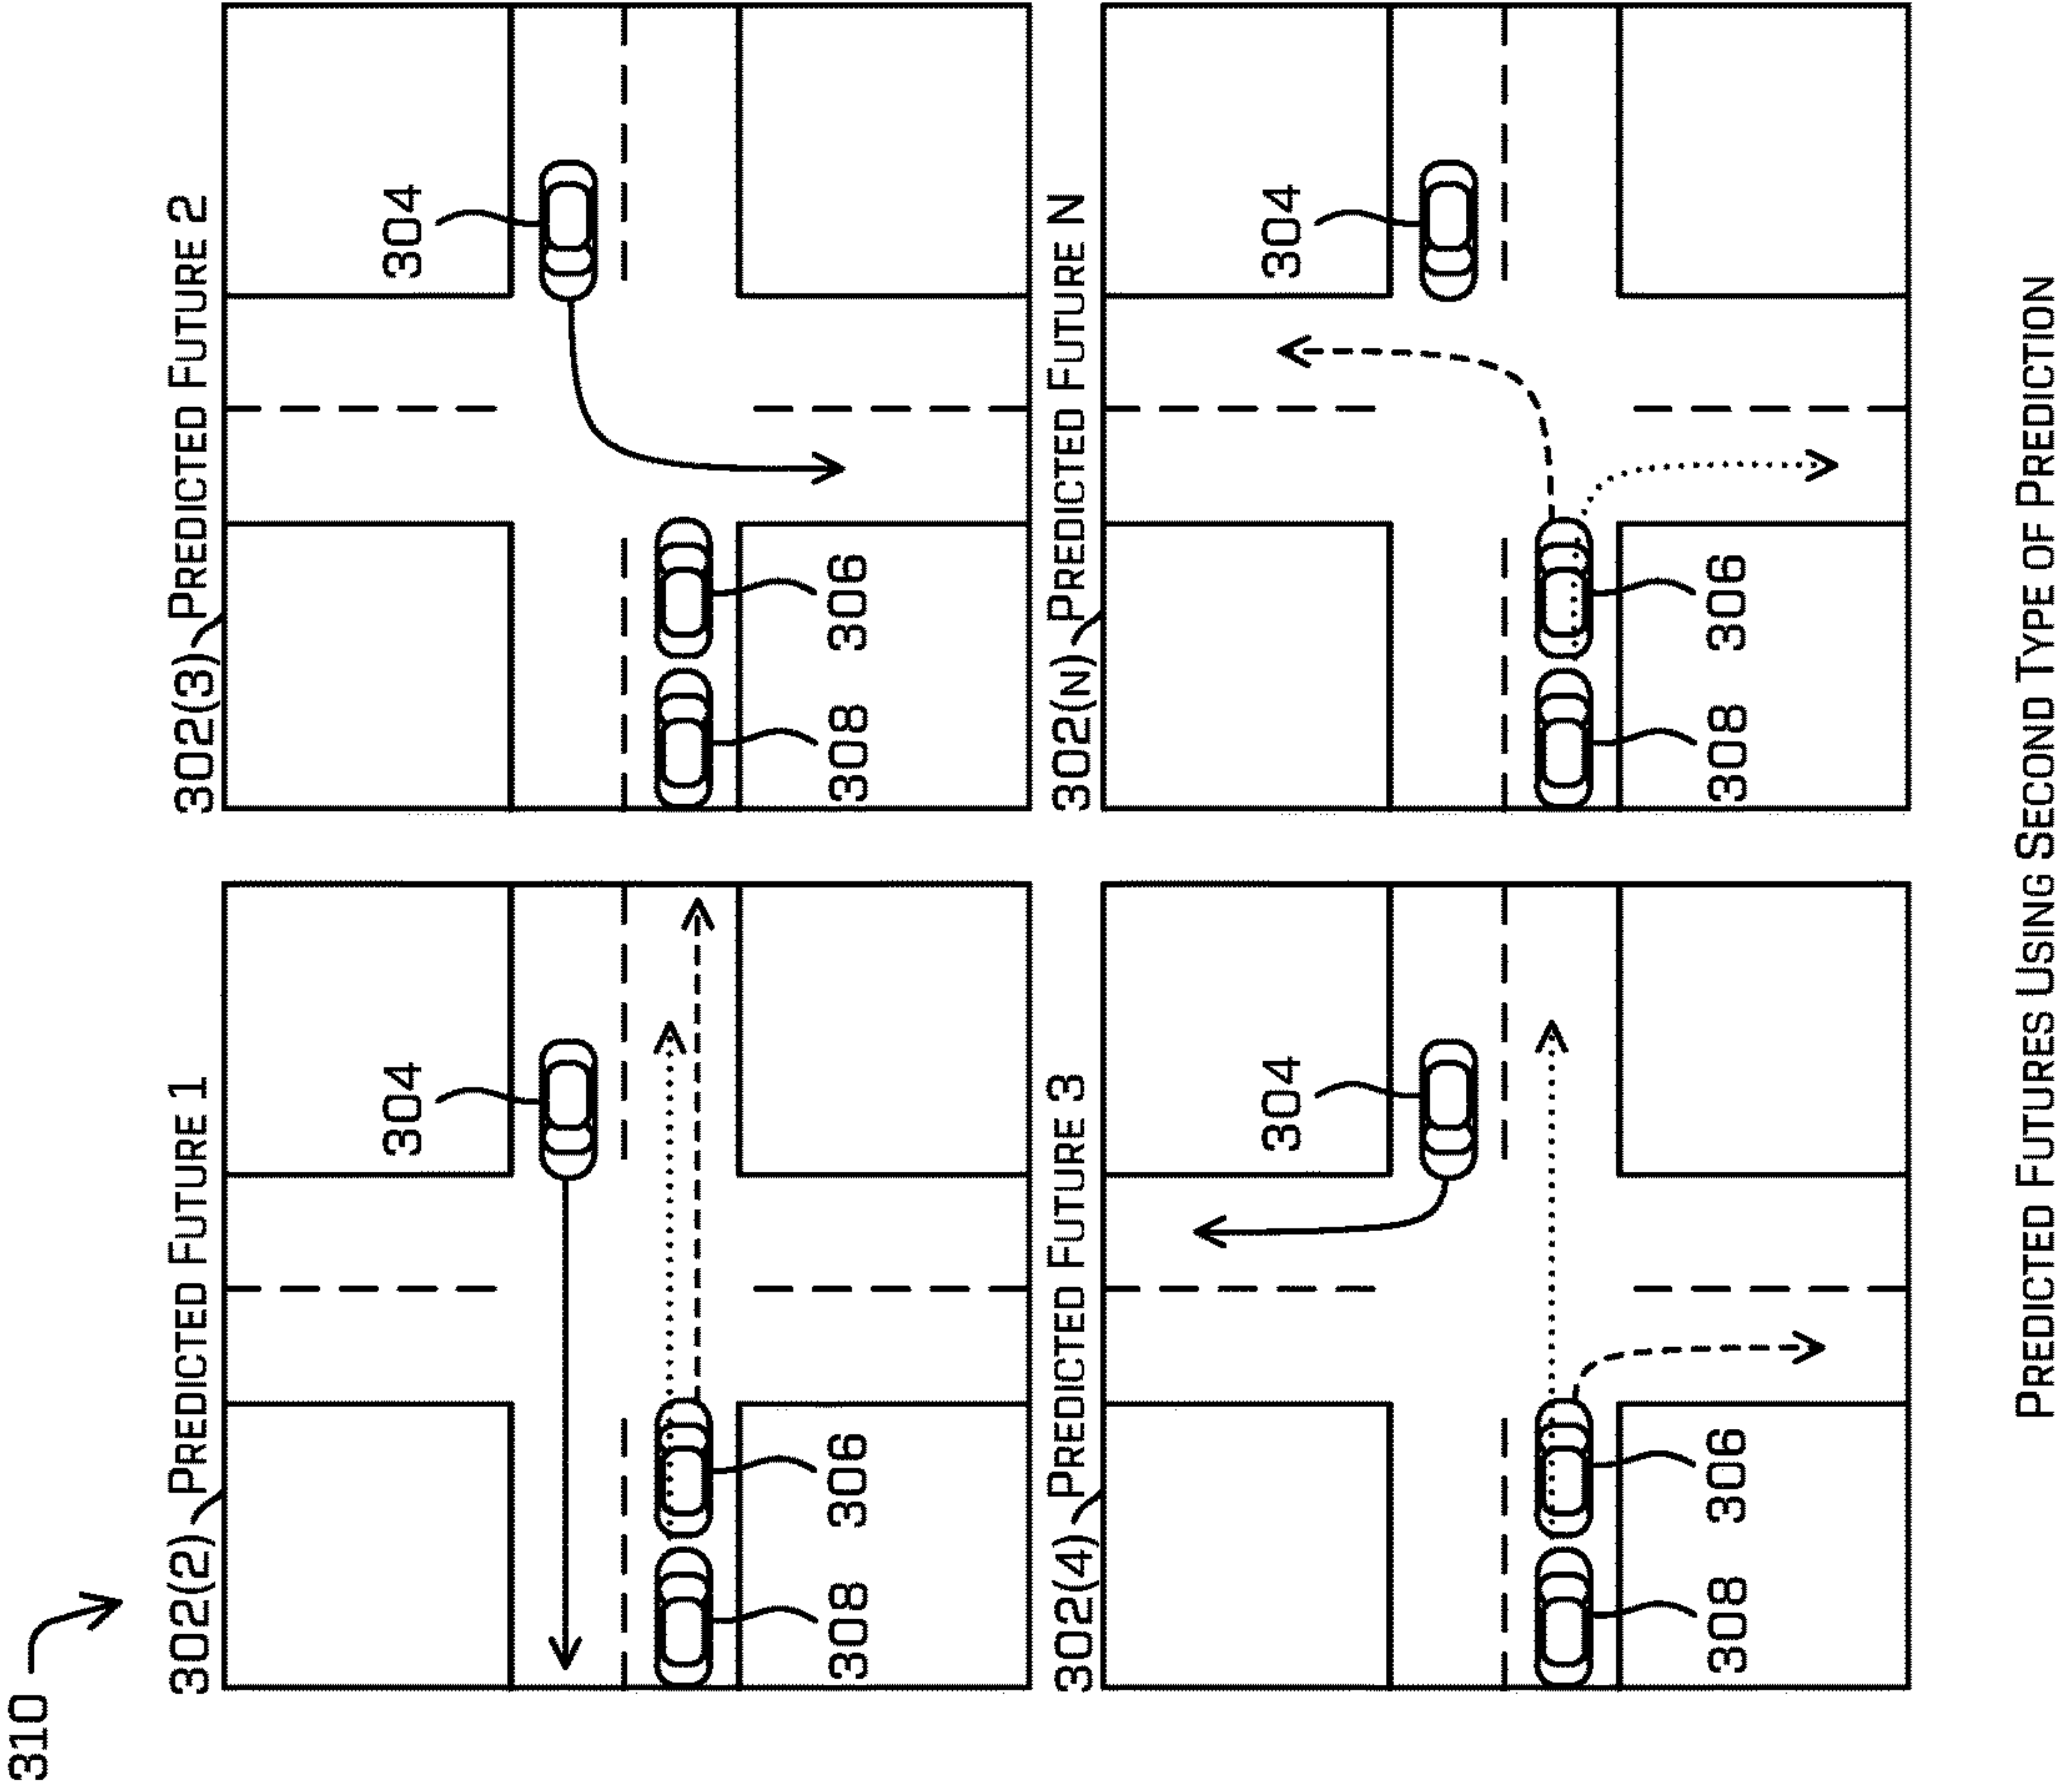 310
302(2) PREDICTED FUTURE 1
304
306
308
302(3) PREDICTED FUTURE 2
304
306
308
302(4) PREDICTED FUTURE 3
304
306
308
302(N) PREDICTED FUTURE N
304
306
308
PREDICTED FUTURES USING SECOND TYPE OF PREDICTION